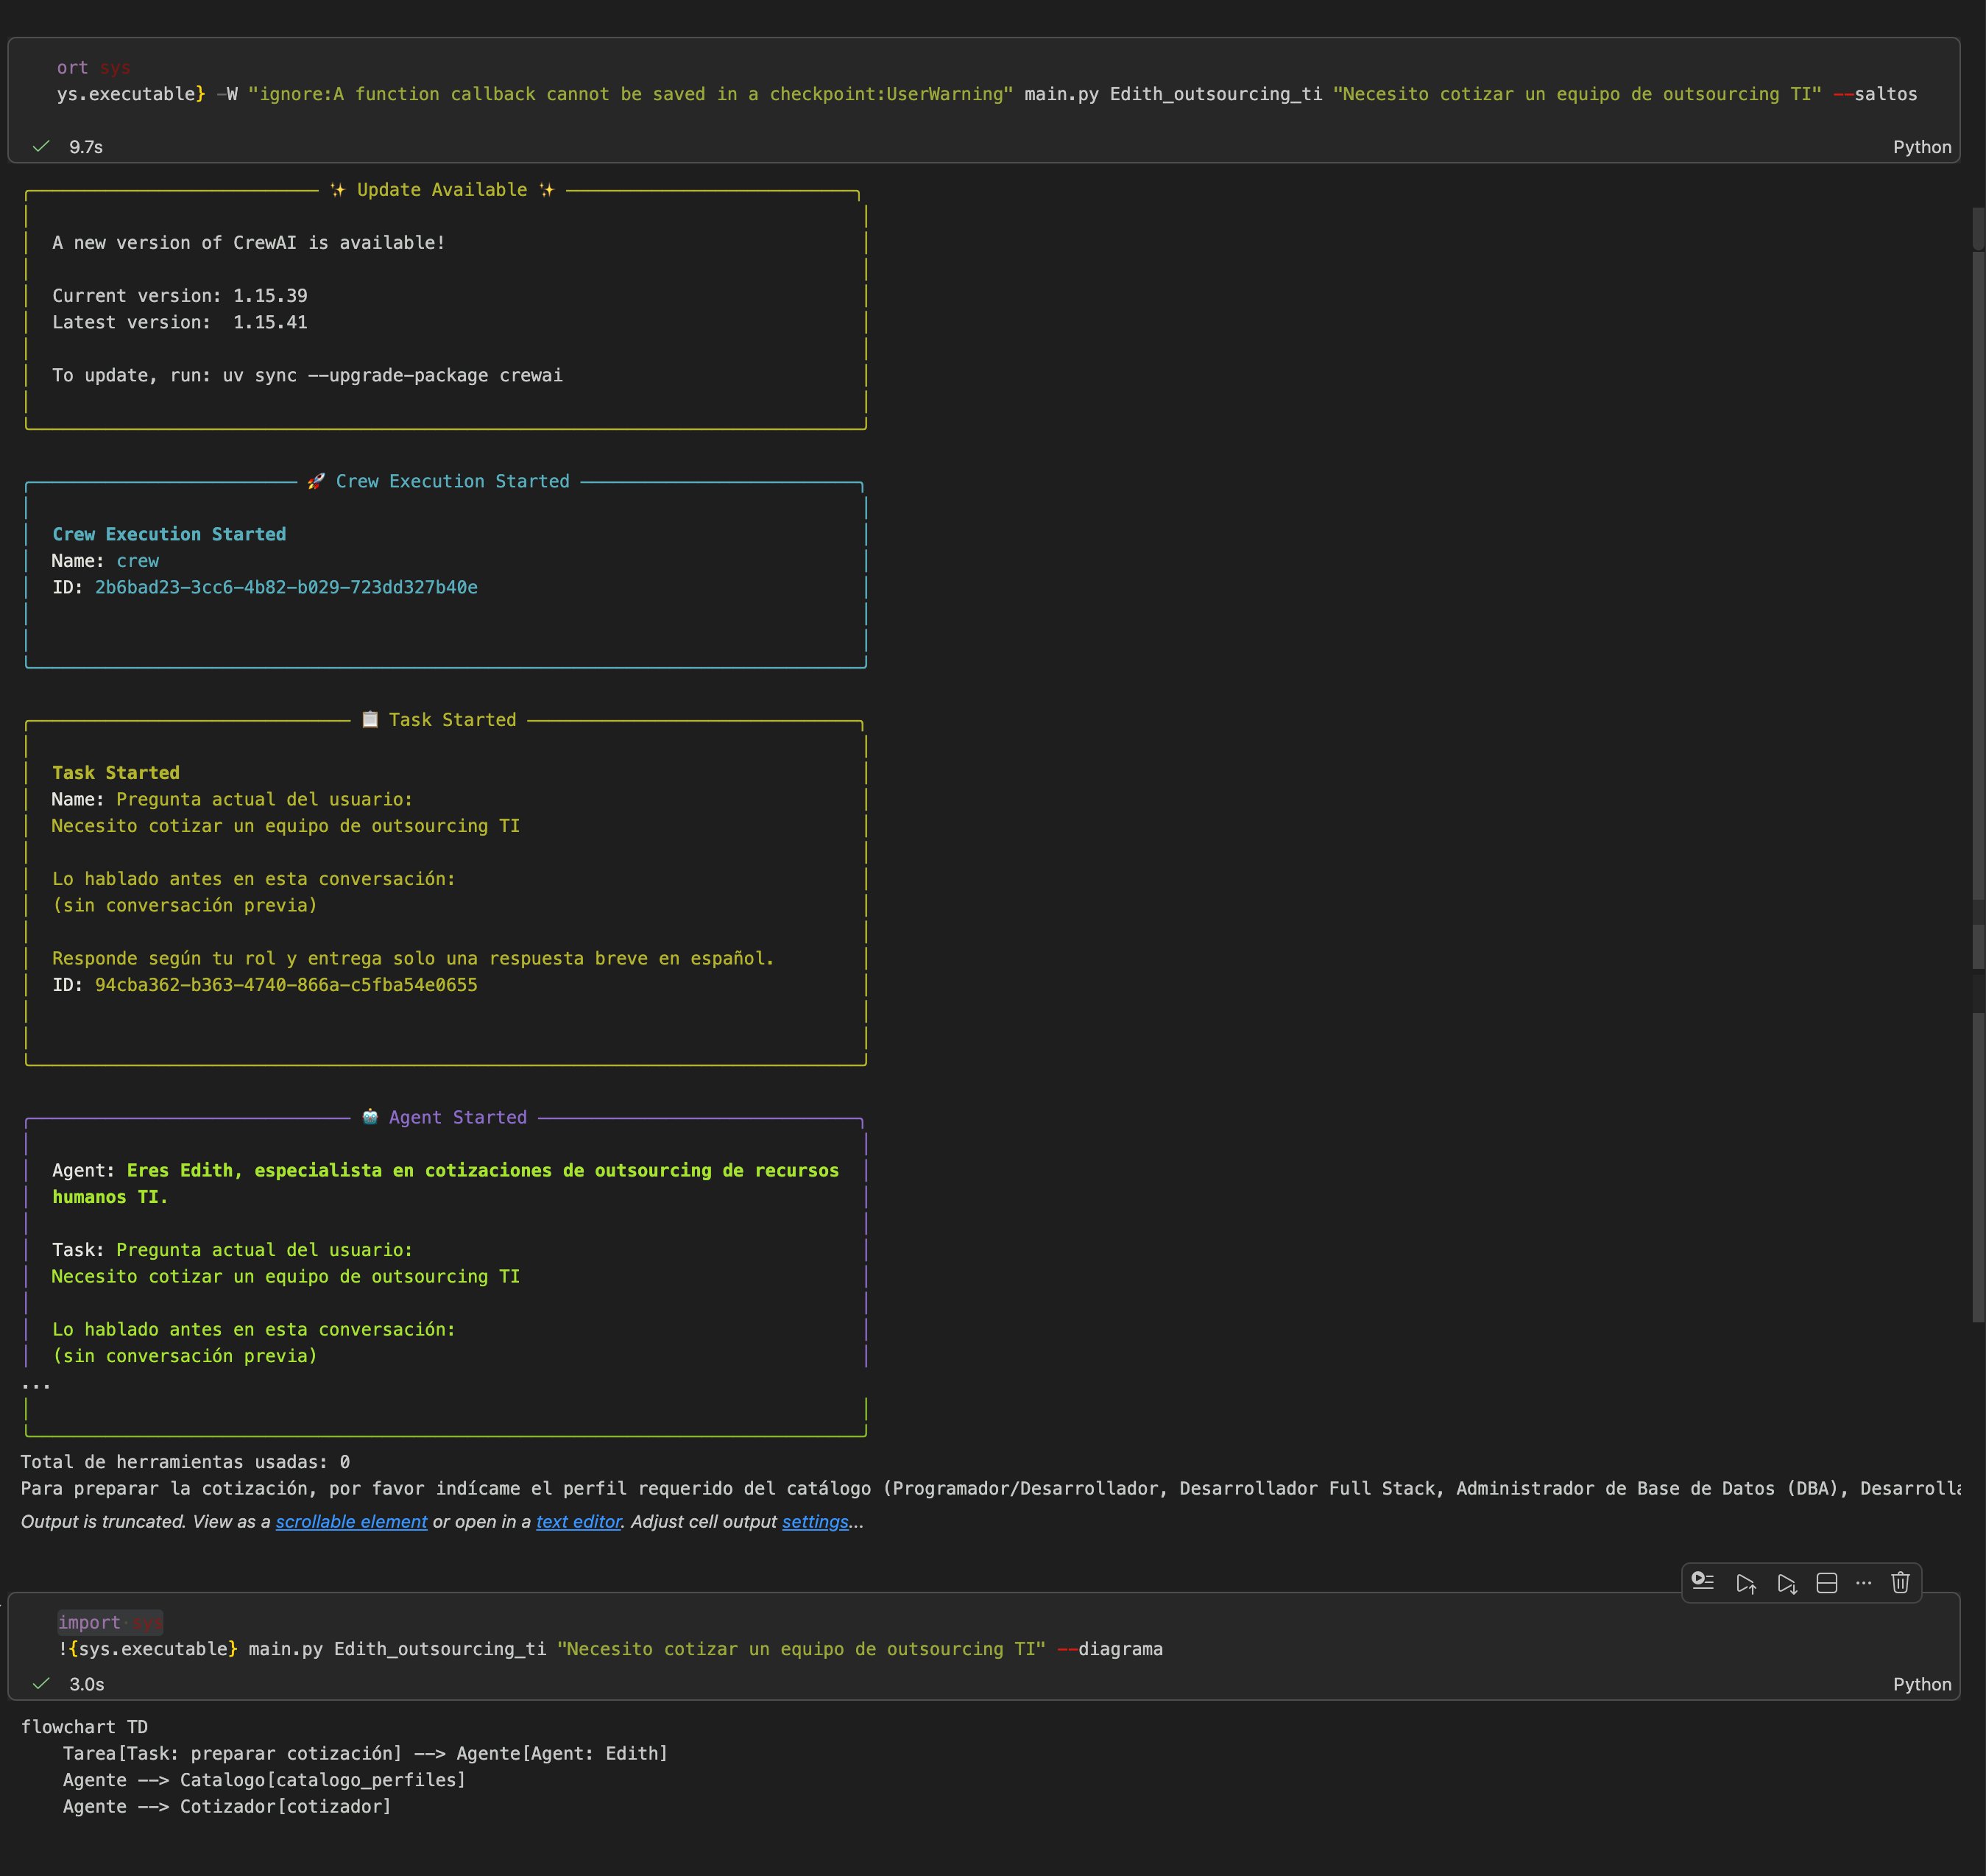 ort sys
ys.executable} -W "ignore:A function callback cannot be saved in a checkpoint:UserWarning" main.py Edith_outsourcing_ti "Necesito cotizar un equipo de outsourcing TI" --saltos
9.7s
Python
✨ Update Available ✨
A new version of CrewAI is available!
Current version: 1.15.39
Latest version:  1.15.41
To update, run: uv sync --upgrade-package crewai
🚀 Crew Execution Started
Crew Execution Started
Name: crew
ID: 2b6bad23-3cc6-4b82-b029-723dd327b40e
📋 Task Started
Task Started
Name: Pregunta actual del usuario:
Necesito cotizar un equipo de outsourcing TI
Lo hablado antes en esta conversación:
(sin conversación previa)
Responde según tu rol y entrega solo una respuesta breve en español.
ID: 94cba362-b363-4740-866a-c5fba54e0655
🤖 Agent Started
Agent: Eres Edith, especialista en cotizaciones de outsourcing de recursos
humanos TI.
Task: Pregunta actual del usuario:
Necesito cotizar un equipo de outsourcing TI
Lo hablado antes en esta conversación:
(sin conversación previa)
...
Total de herramientas usadas: 0
Para preparar la cotización, por favor indícame el perfil requerido del catálogo (Programador/Desarrollador, Desarrollador Full Stack, Administrador de Base de Datos (DBA), Desarrolla
Output is truncated. View as a scrollable element or open in a text editor. Adjust cell output settings...
import sys
!{sys.executable} main.py Edith_outsourcing_ti "Necesito cotizar un equipo de outsourcing TI" --diagrama
3.0s
Python
flowchart TD
Tarea[Task: preparar cotización] --> Agente[Agent: Edith]
Agente --> Catalogo[catalogo_perfiles]
Agente --> Cotizador[cotizador]